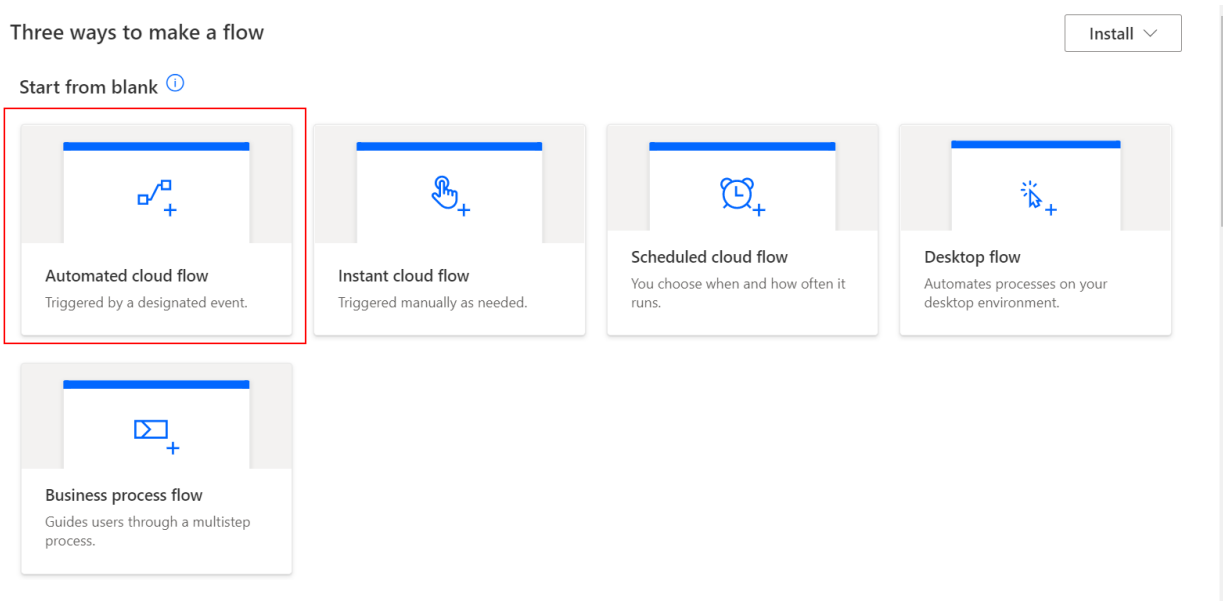 Three ways to make a flow
Install
Start from blank
Automated cloud flow
Triggered by a designated event.
Instant cloud flow
Triggered manually as needed.
Scheduled cloud flow
You choose when and how often it
runs.
Desktop flow
Automates processes on your
desktop environment.
Business process flow
Guides users through a multistep
process.